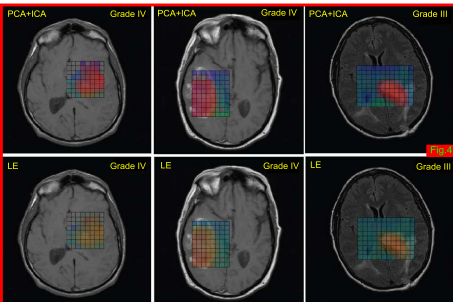 PCA+ICA Grade IV
PCA+ICA Grade IV
PCA+ICA Grade III
Fig.4
LE Grade IV
LE Grade IV
LE Grade III